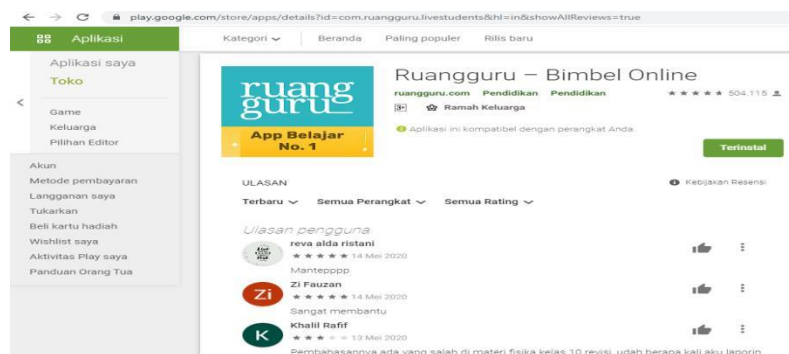 play.google.com/store/apps/details?id=com.ruangguru.livestudents&hl=in&showAllReviews=true
Aplikasi
Kategori
Beranda
Paling populer
Rilis baru
Aplikasi saya
Toko
Game
Keluarga
Pilihan Editor
Akun
Metode pembayaran
Langganan saya
Tukarkan
Beli kartu hadiah
Wishlist saya
Aktivitas Play saya
Panduan Orang Tua
ruang
guru
App Belajar
No. 1
Ruangguru – Bimbel Online
ruangguru.com Pendidikan Pendidikan
504.115
3+ Ramah Keluarga
Aplikasi ini kompatibel dengan perangkat Anda.
Terinstal
ULASAN
Kebijakan Resensi
Terbaru Semua Perangkat Semua Rating
Ulasan pengguna
reva alda ristani
14 Mei 2020
Mantepppp
Zi
Zi Fauzan
14 Mei 2020
Sangat membantu
K
Khalil Rafif
13 Mei 2020
Pembahasannya ada yang salah di materi fisika kelas 10 revisi, udah berapa kali aku laporin